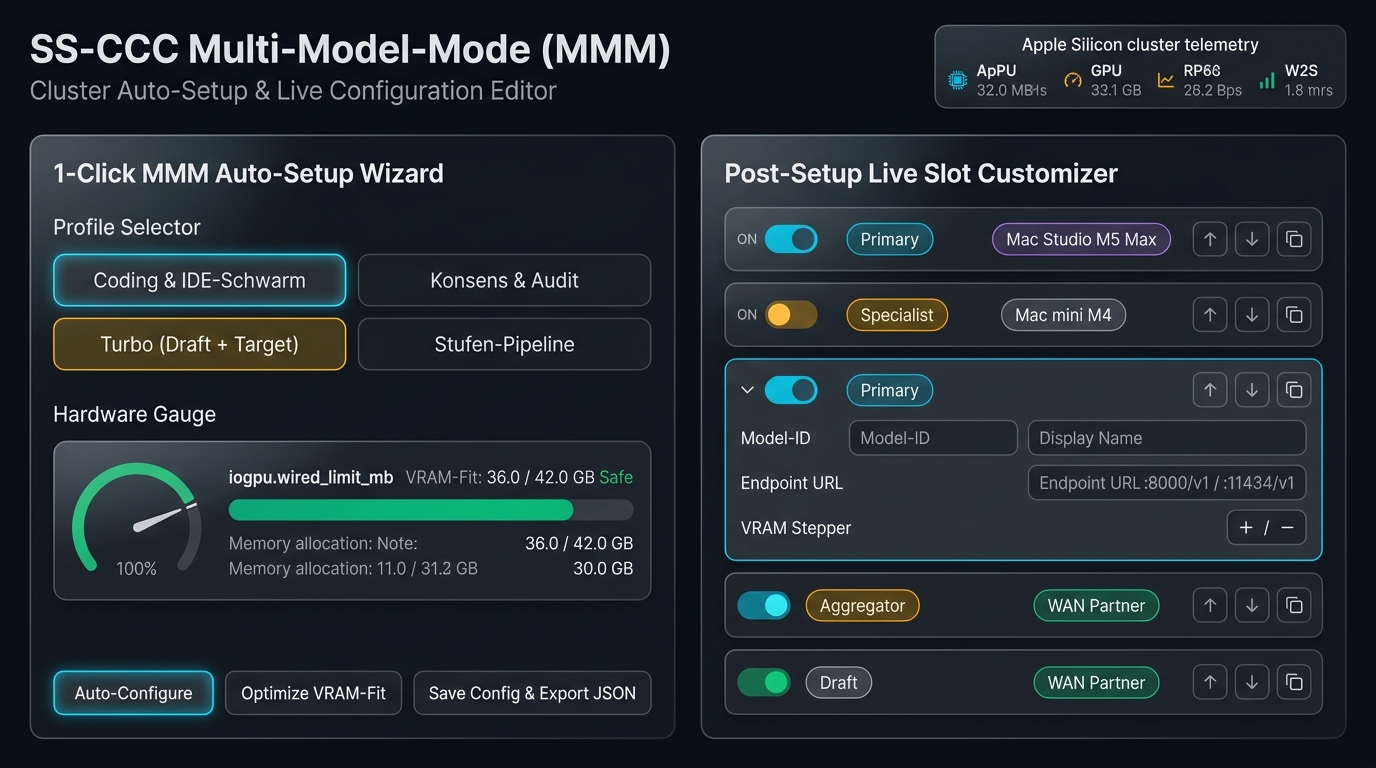 SS-CCC Multi-Model-Mode (MMM)
Cluster Auto-Setup & Live Configuration Editor
Apple Silicon cluster telemetry
ApPU
GPU
RP66
W2S
33.1 GB
28.2 Bps
1.8 mrs
1-Click MMM Auto-Setup Wizard
Profile Selector
Coding & IDE-Schwarm
Konsens & Audit
Turbo (Draft + Target)
Stufen-Pipeline
Hardware Gauge
100%
iogpu.wired_limit_mb VRAM-Fit: 36.0 / 42.0 GB Safe
Memory allocation: Note: 36.0 / 42.0 GB
Memory allocation: 11.0 / 31.2 GB 30.0 GB
Auto-Configure
Optimize VRAM-Fit
Save Config & Export JSON
Post-Setup Live Slot Customizer
ON Primary Mac Studio M5 Max
ON Specialist Mac mini M4
Primary
Model-ID Model-ID Display Name
Endpoint URL Endpoint URL :8000/v1 / :11434/v1
VRAM Stepper + / −
Aggregator WAN Partner
Draft WAN Partner